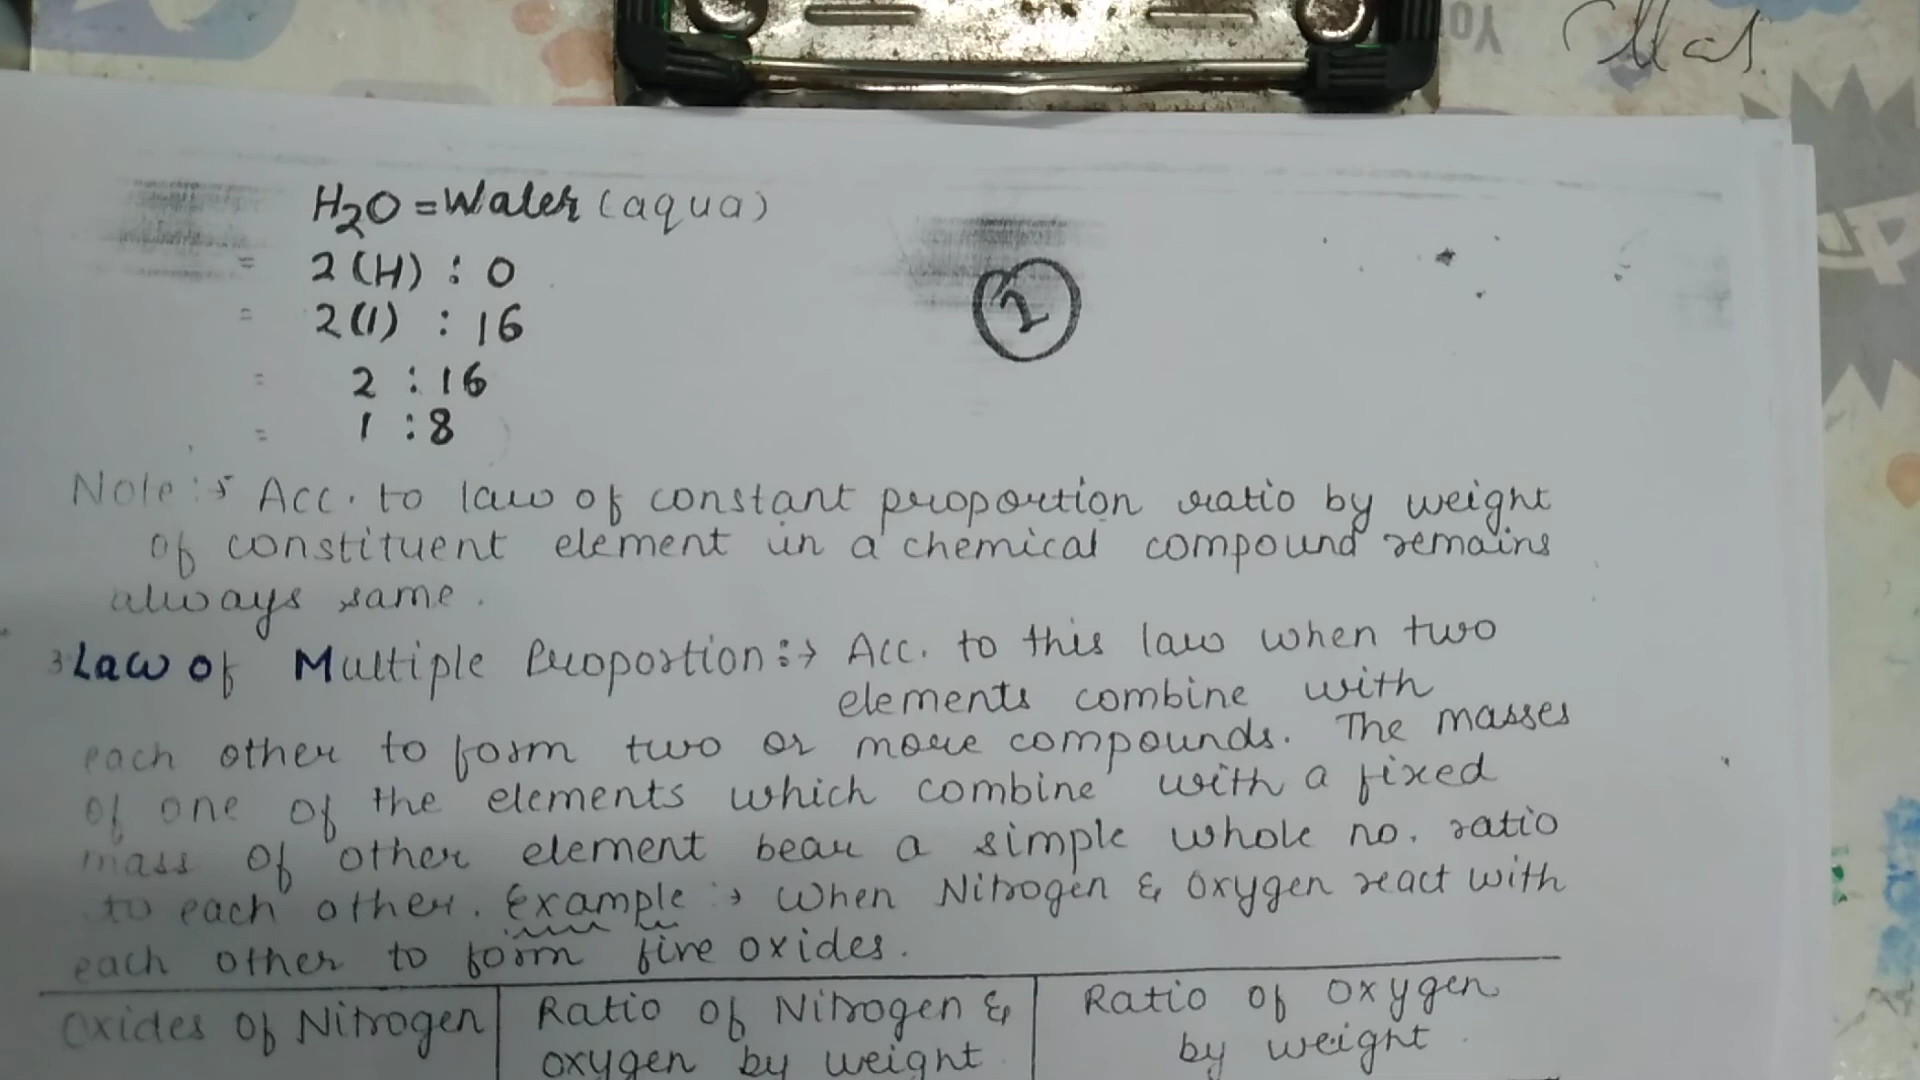 H2O = Water (aqua)
= 2(H) : O
= 2(1) : 16
= 2 : 16
= 1 : 8
2
Note :→ Acc. to law of constant proportion ratio by weight
of constituent element in a chemical compound remains
always same.
3. Law of Multiple Proportion :→ Acc. to this law when two
elements combine with
each other to form two or more compounds. The masses
of one of the elements which combine with a fixed
mass of other element bear a simple whole no. ratio
to each other. Example :→ When Nitrogen & Oxygen react with
each other to form five oxides.
Oxides of Nitrogen | Ratio of Nitrogen & oxygen by weight | Ratio of oxygen by weight